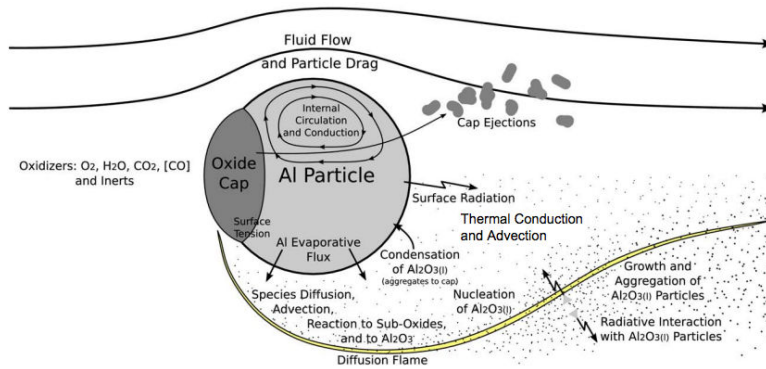 Fluid Flow
and Particle Drag
Internal
Circulation
and Conduction
Cap Ejections
Oxidizers: O2, H2O, CO2, [CO]
and Inerts
Oxide
Cap
Al Particle
Surface Radiation
Surface
Tension
Al Evaporative
Flux
Condensation
of Al2O3(l)
(aggregates to cap)
Thermal Conduction
and Advection
Species Diffusion,
Advection,
Reaction to Sub-Oxides,
and to Al2O3
Nucleation
of Al2O3(l)
Growth and
Aggregation of
Al2O3(l) Particles
Radiative Interaction
with Al2O3(l) Particles
Diffusion Flame